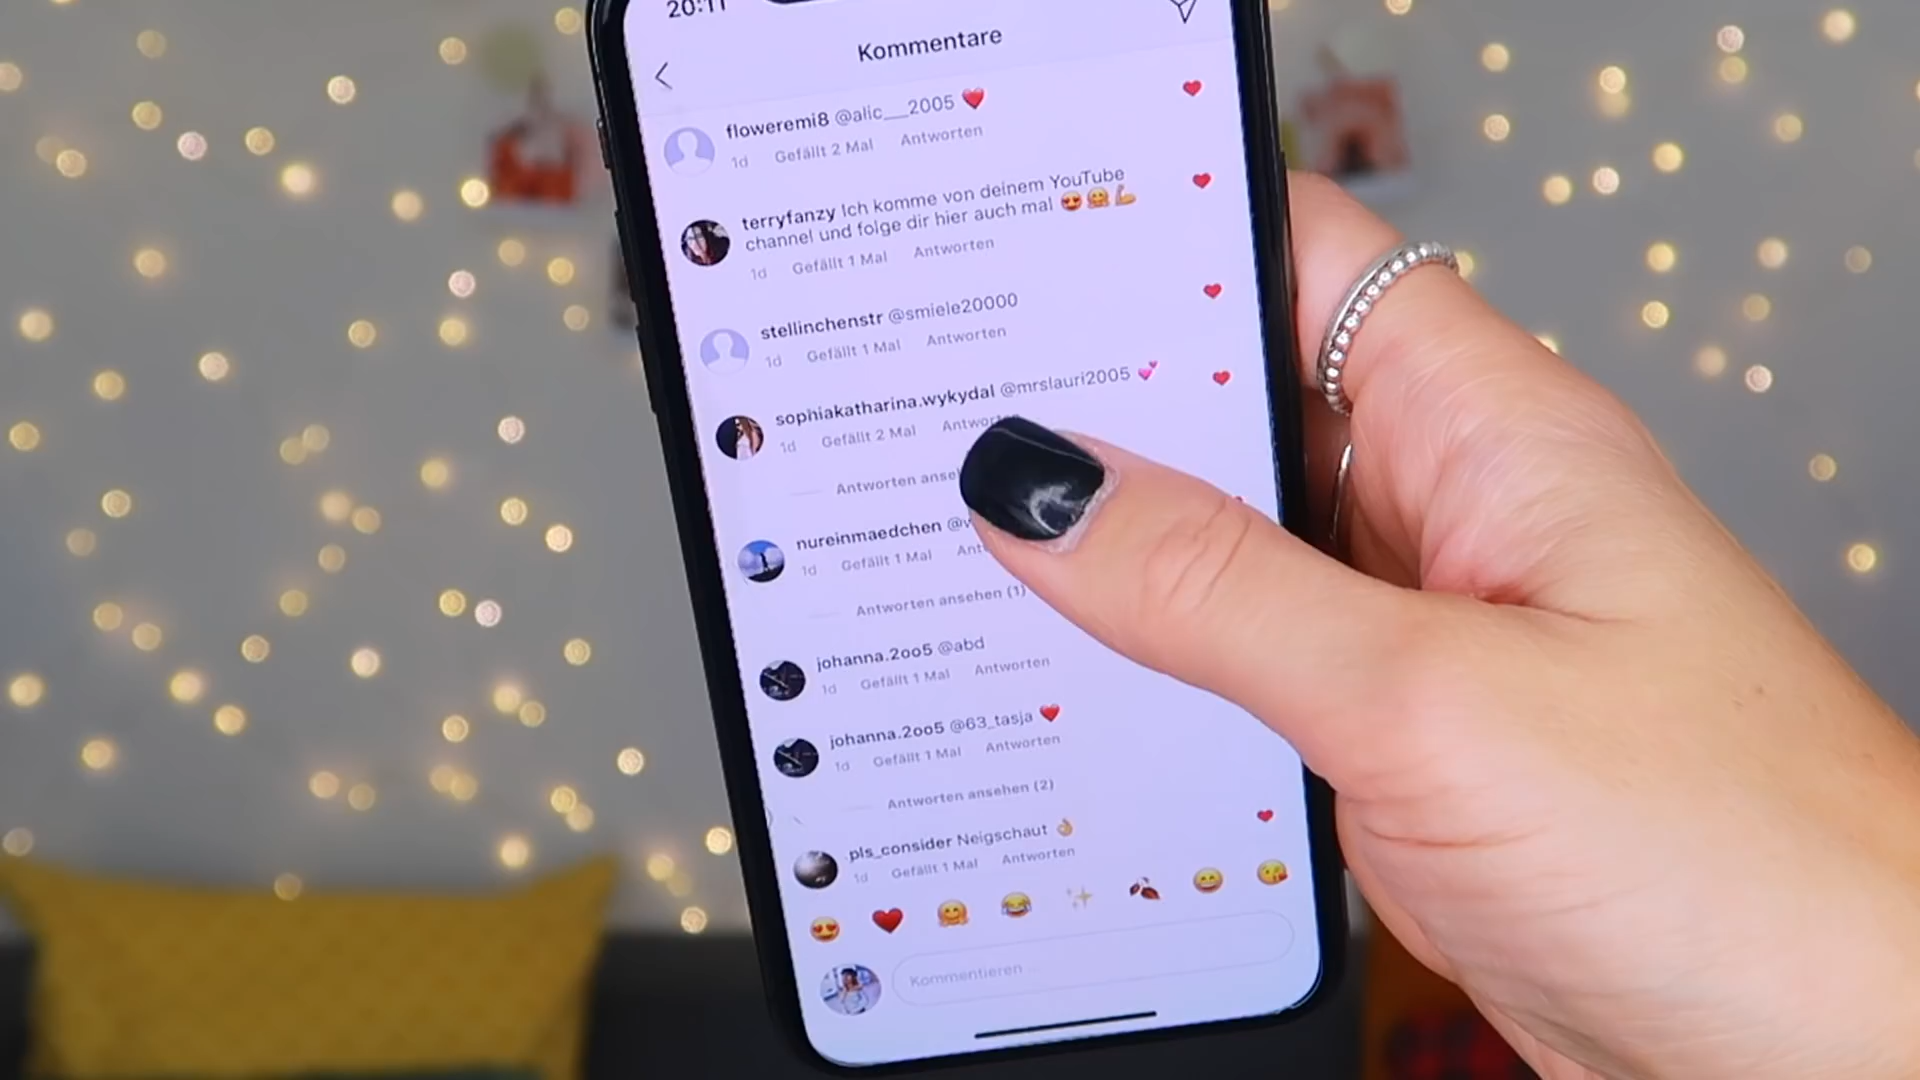 20:11
Kommentare
floweremi8 @alic__2005 ❤️
1d Gefällt 2 Mal Antworten
terryfanzy Ich komme von deinem YouTube
channel und folge dir hier auch mal 😍🤗💪
1d Gefällt 1 Mal Antworten
stellinchenstr @smiele20000
1d Gefällt 1 Mal Antworten
sophiakatharina.wykydal @mrslauri2005 💕
1d Gefällt 2 Mal
Antworten
nureinmaedchen
1d Gefällt 1 Mal
Antworten ansehen (1)
johanna.2oo5 @abd
1d Gefällt 1 Mal Antworten
johanna.2oo5 @63_tasja ❤️
1d Gefällt 1 Mal Antworten
Antworten ansehen (2)
pls_consider Neigschaut 👌
1d Gefällt 1 Mal Antworten
Kommentieren ...